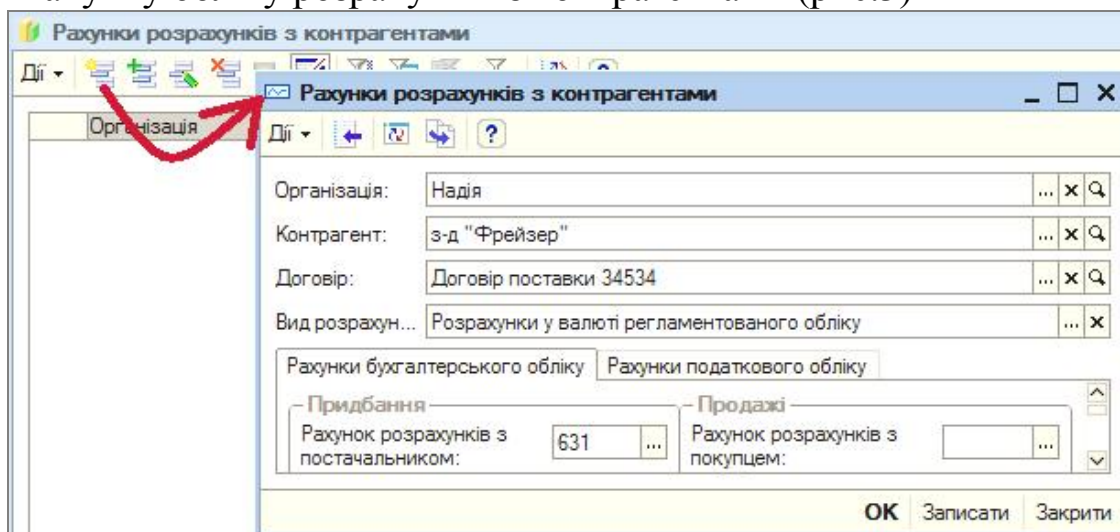 Рахунки розрахунків з контрагентами
Дії
Організація
Рахунки розрахунків з контрагентами
Дії
Організація: Надія
Контрагент: з-д "Фрейзер"
Договір: Договір поставки 34534
Вид розрахун... Розрахунки у валюті регламентованого обліку
Рахунки бухгалтерського обліку Рахунки податкового обліку
Придбання Продажі
Рахунок розрахунків з Рахунок розрахунків з
постачальником: 631 ... покупцем: ...
ОК Записати Закрити